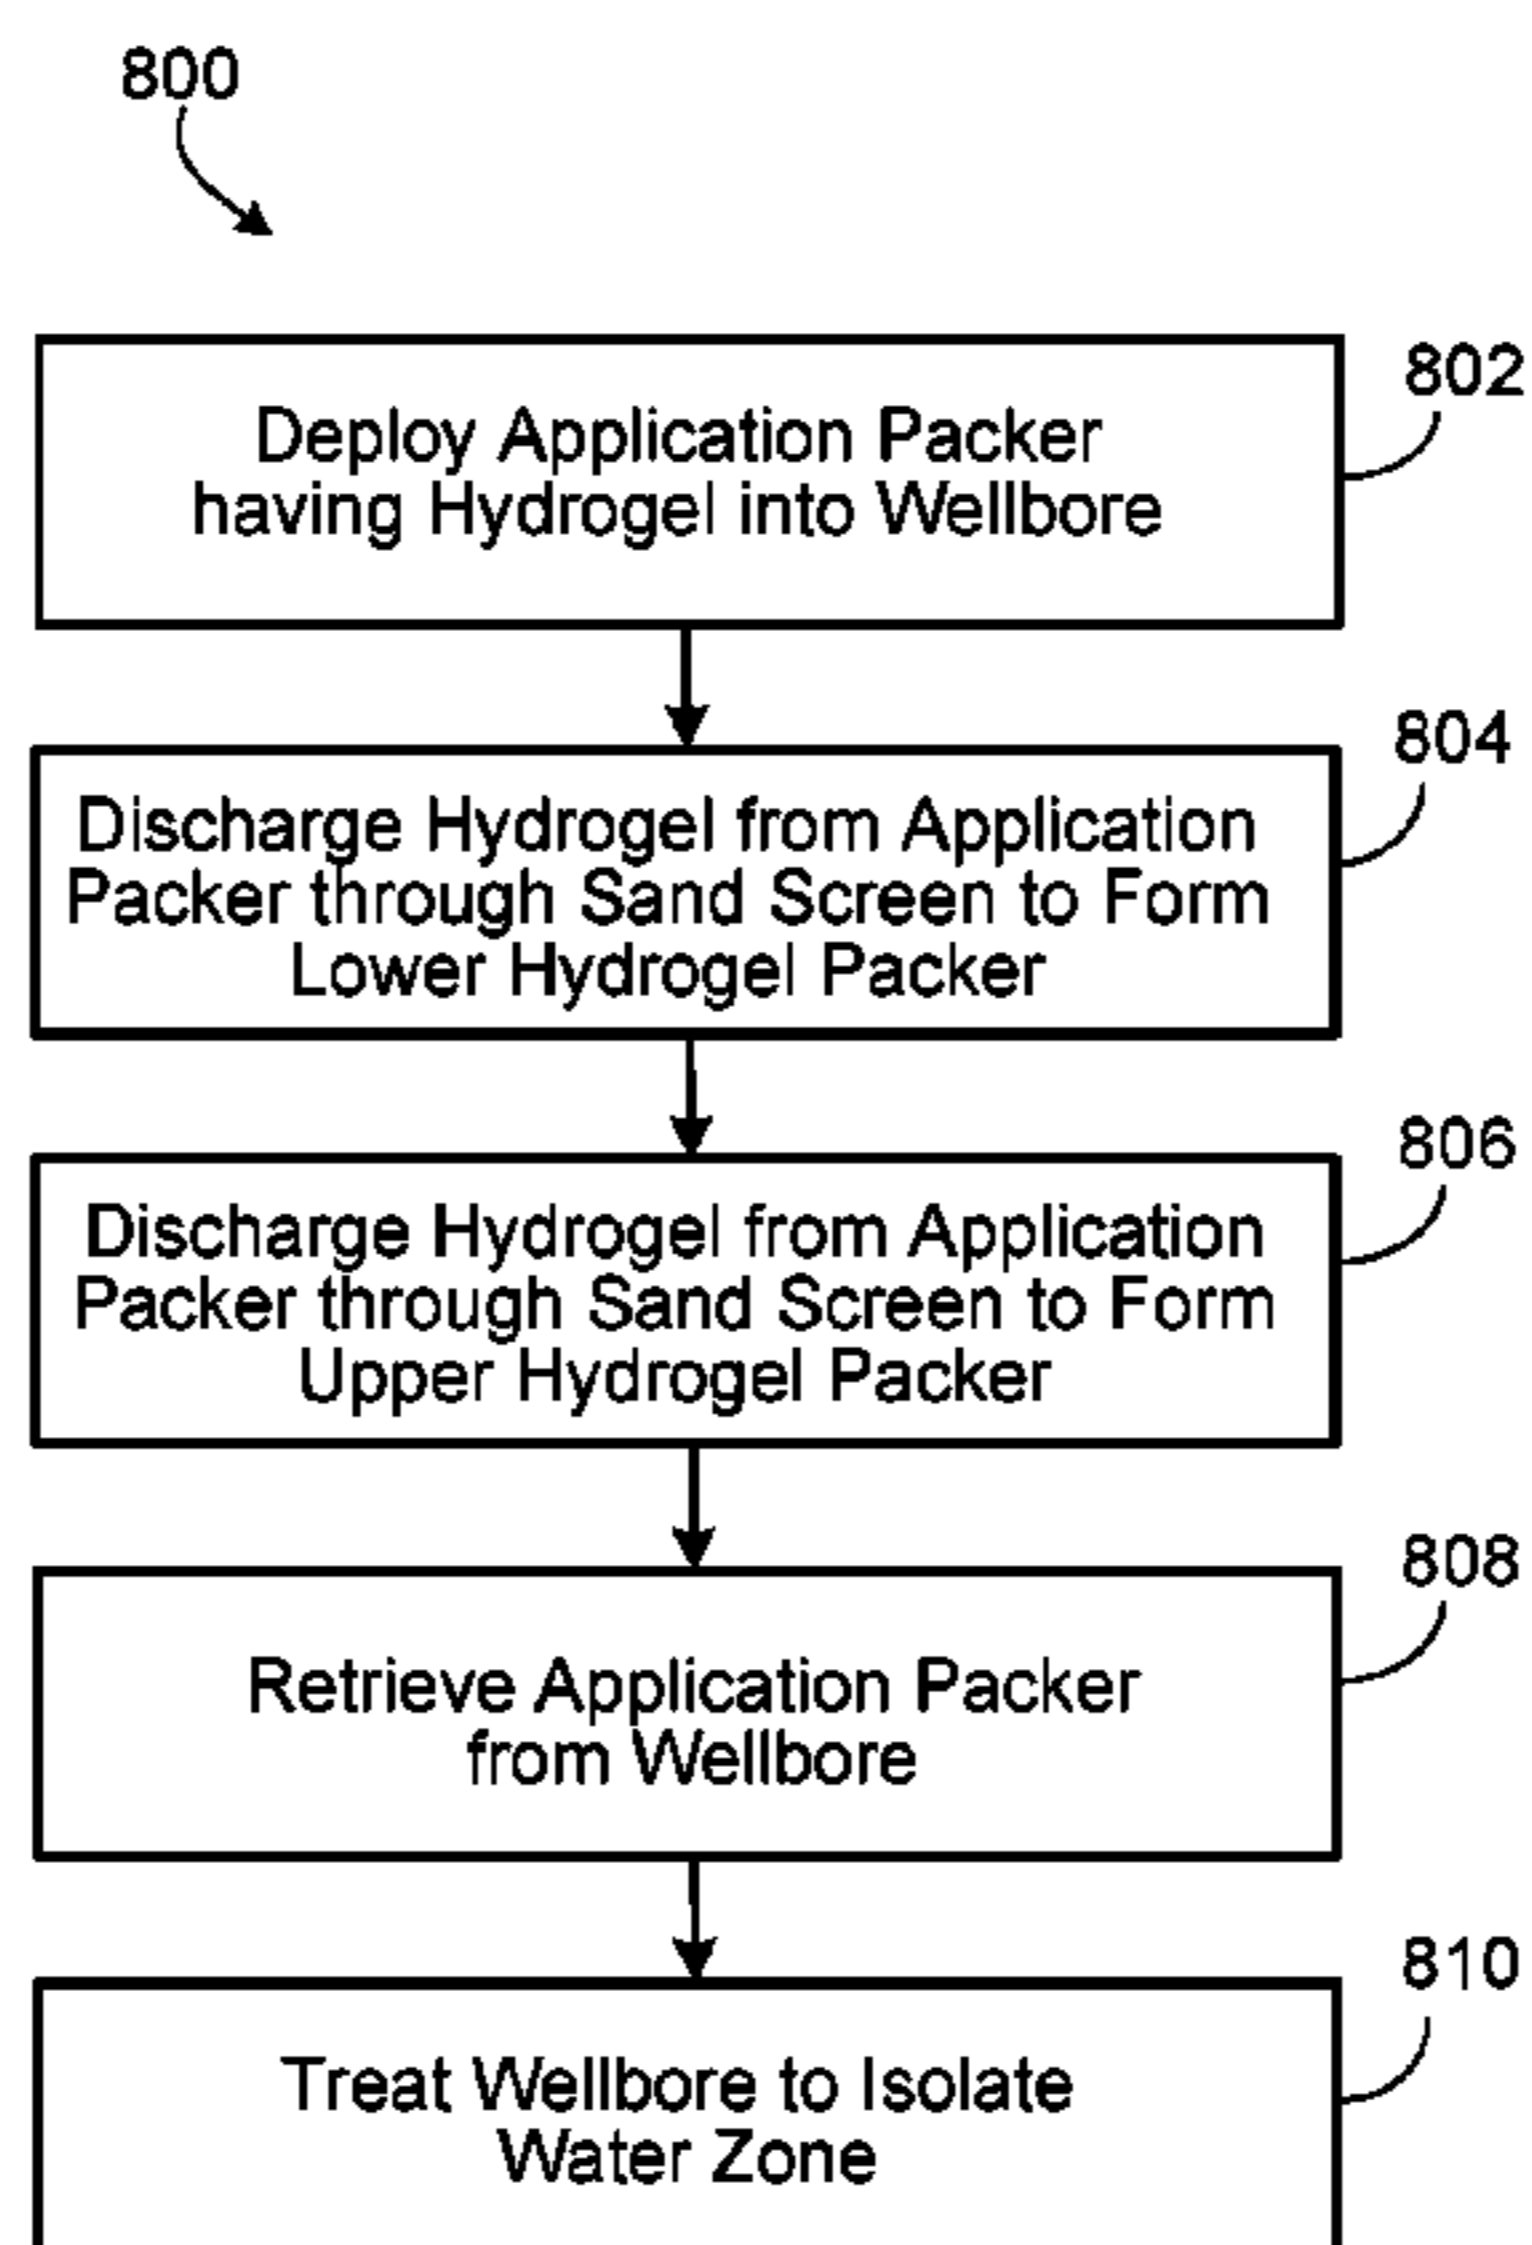 800
802
Deploy Application Packer
having Hydrogel into Wellbore
804
Discharge Hydrogel from Application
Packer through Sand Screen to Form
Lower Hydrogel Packer
806
Discharge Hydrogel from Application
Packer through Sand Screen to Form
Upper Hydrogel Packer
808
Retrieve Application Packer
from Wellbore
810
Treat Wellbore to Isolate
Water Zone